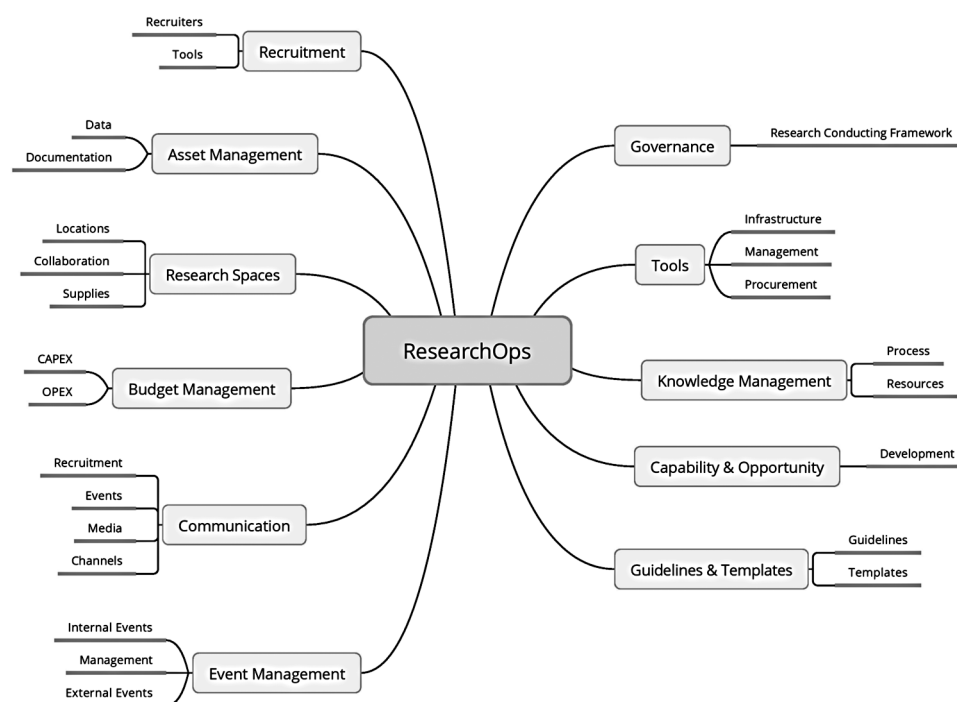 Recruiters
Tools
Recruitment
Data
Documentation
Asset Management
Locations
Collaboration
Supplies
Research Spaces
CAPEX
OPEX
Budget Management
Recruitment
Events
Media
Channels
Communication
Internal Events
Management
External Events
Event Management
ResearchOps
Governance
Research Conducting Framework
Tools
Infrastructure
Management
Procurement
Knowledge Management
Process
Resources
Capability & Opportunity
Development
Guidelines & Templates
Guidelines
Templates